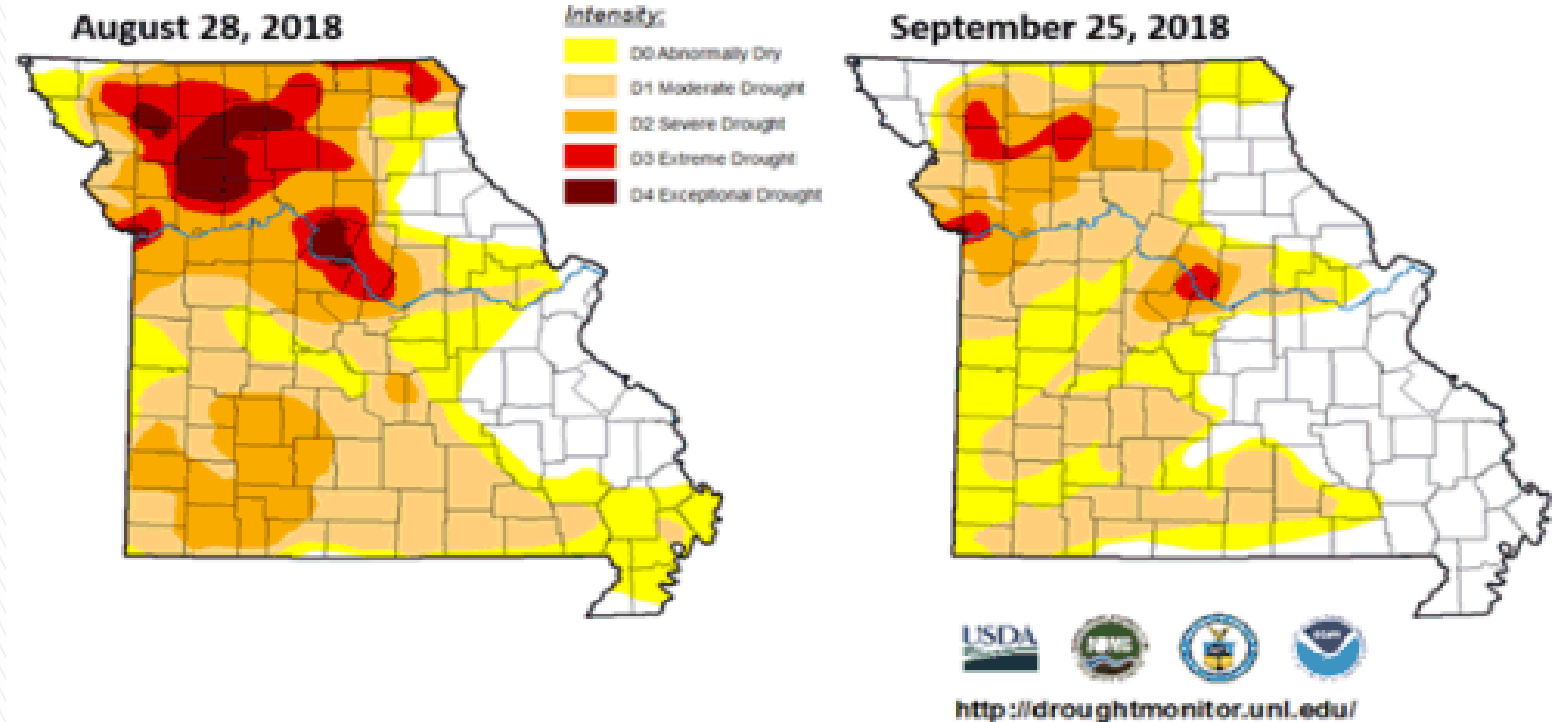 August 28, 2018
Intensity:
D0 Abnormally Dry
D1 Moderate Drought
D2 Severe Drought
D3 Extreme Drought
D4 Exceptional Drought
September 25, 2018
USDA
http://droughtmonitor.unl.edu/